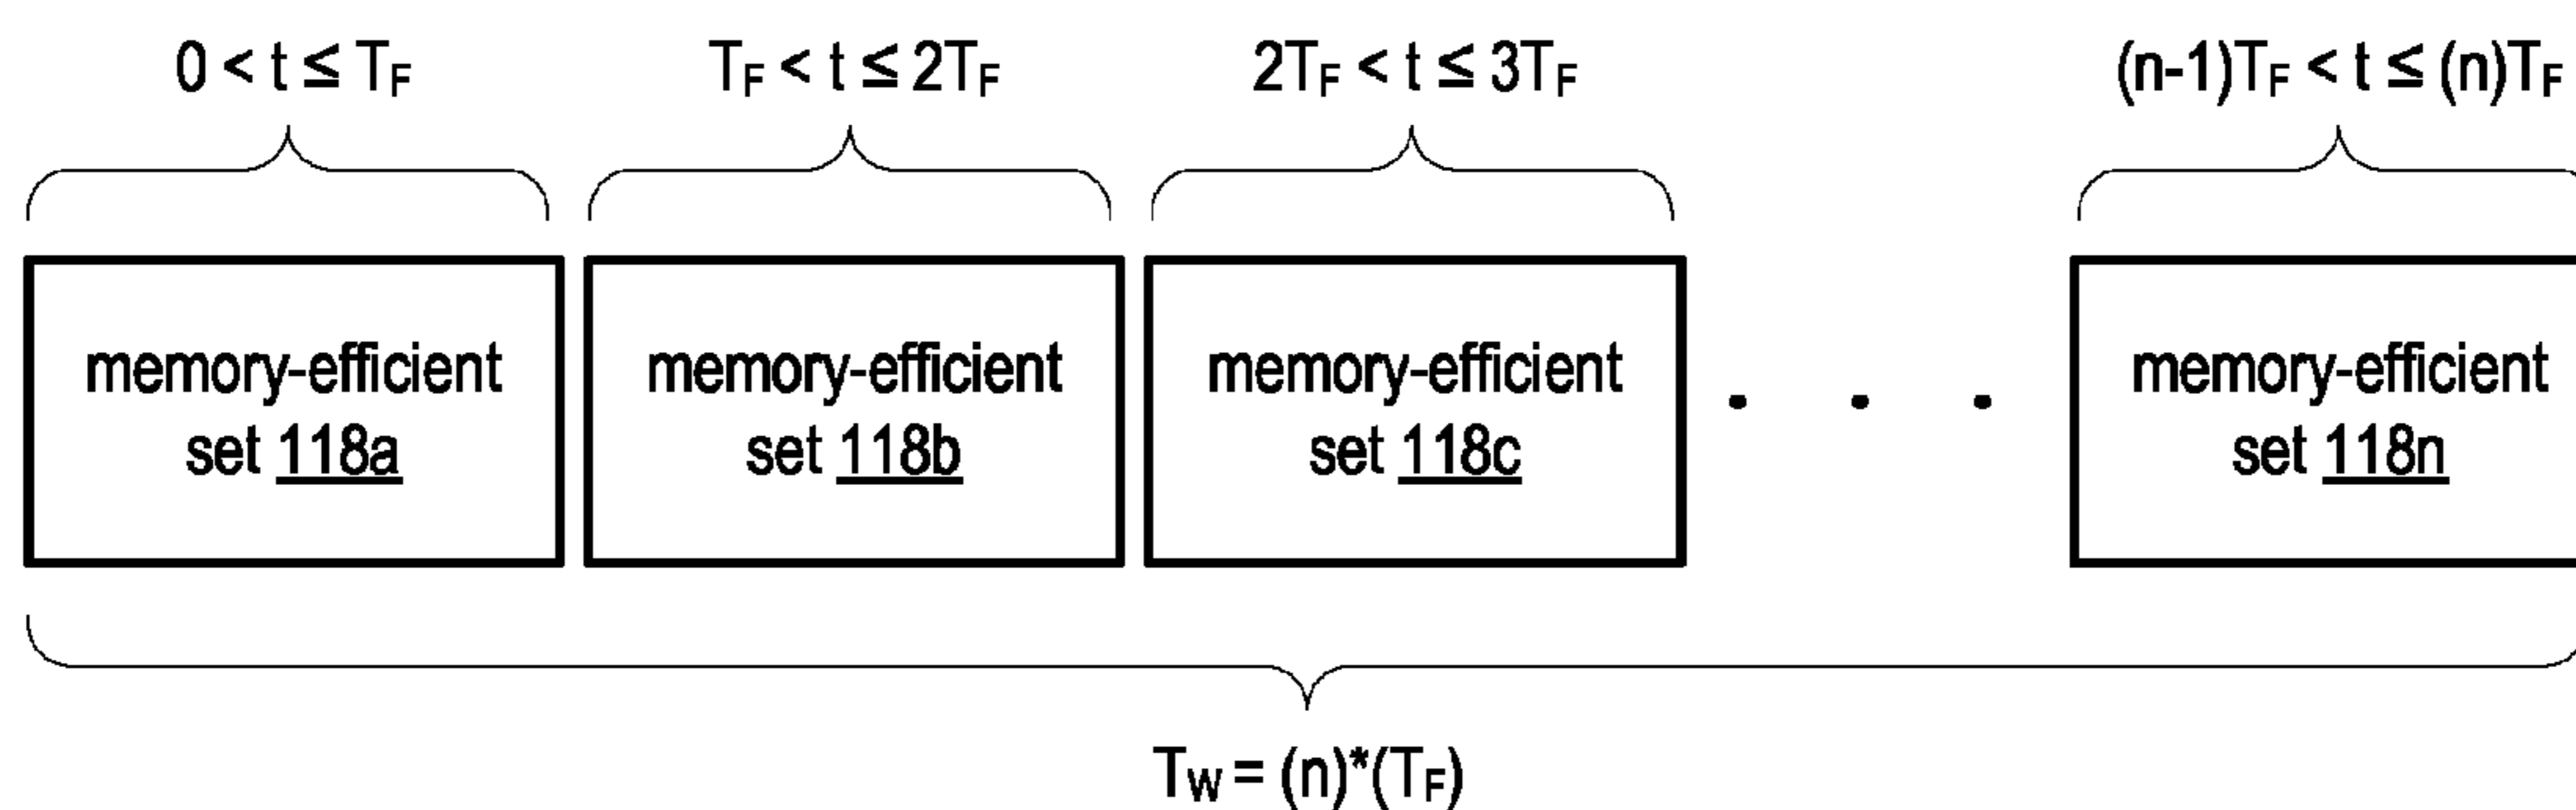 0 < t ≤ TF
TF < t ≤ 2TF
2TF < t ≤ 3TF
(n-1)TF < t ≤ (n)TF
memory-efficient
set 118a
memory-efficient
set 118b
memory-efficient
set 118c
. . .
memory-efficient
set 118n
TW = (n)*(TF)